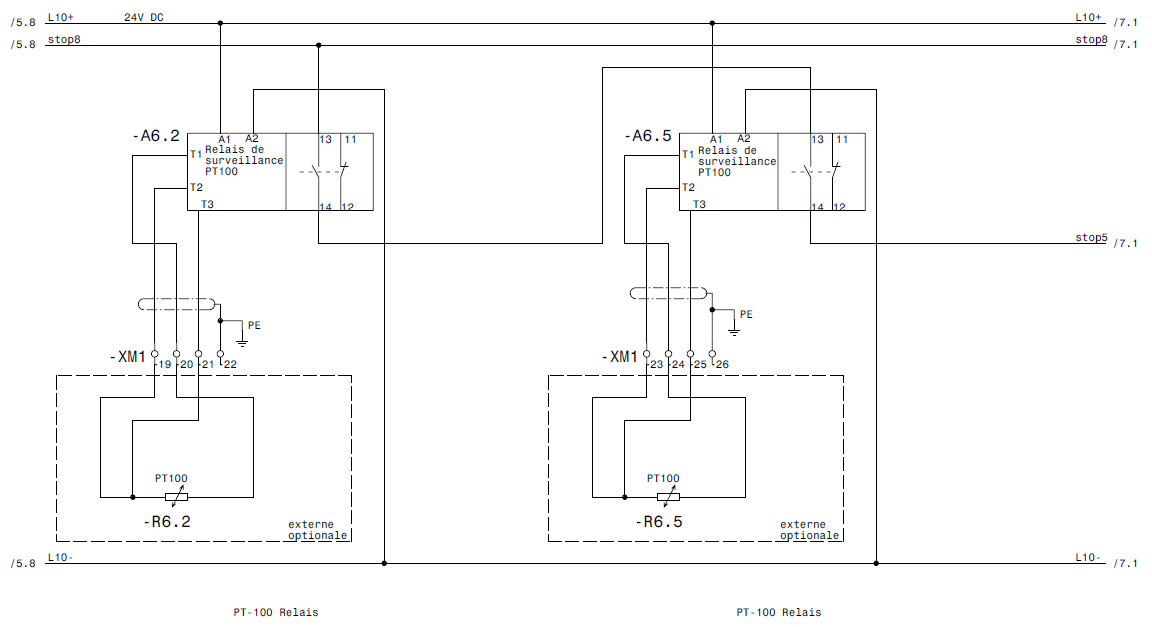 /5.8 L10+ 24V DC L10+ /7.1
/5.8 stop8 stop8 /7.1
-A6.2 A1 A2 13 11
T1 Relais de
surveillance
PT100
T2
T3 14 12
-A6.5 A1 A2 13 11
T1 Relais de
surveillance
PT100
T2
T3 14 12
stop5 /7.1
PE
-XM1 -19 -20 -21 -22
PE
-XM1 -23 -24 -25 -26
PT100
-R6.2
externe
optionale
PT100
-R6.5
externe
optionale
/5.8 L10- L10- /7.1
PT-100 Relais PT-100 Relais